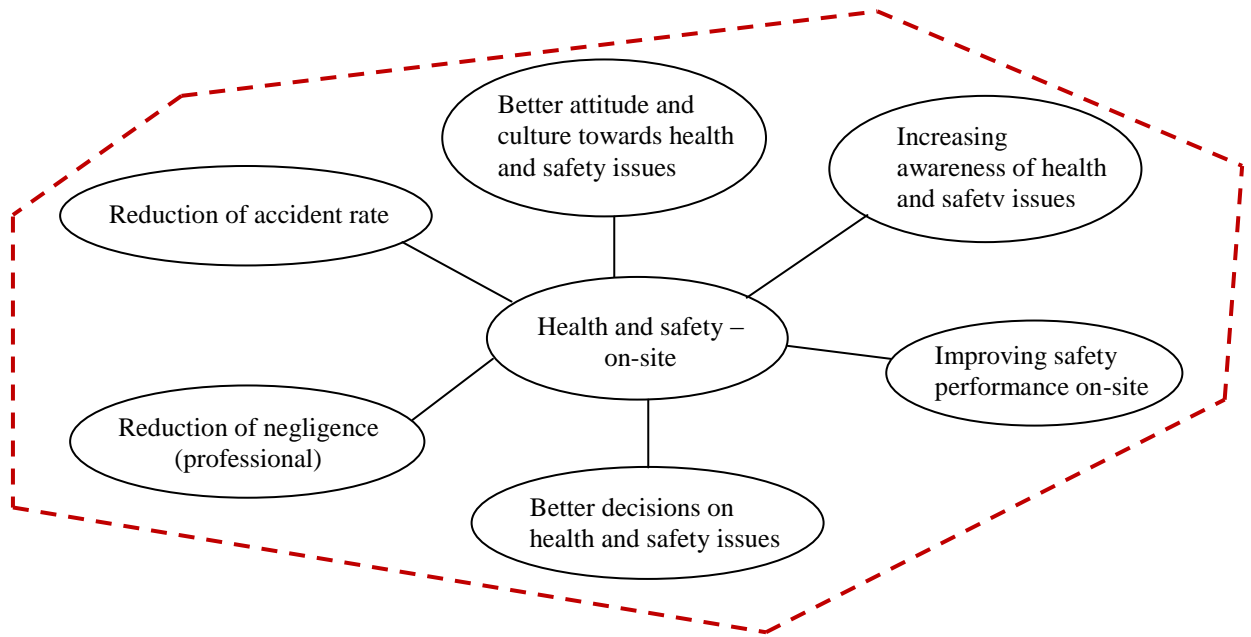 Better attitude and
culture towards health
and safety issues
Increasing
awareness of health
and safety issues
Reduction of accident rate
Health and safety –
on-site
Improving safety
performance on-site
Reduction of negligence
(professional)
Better decisions on
health and safety issues